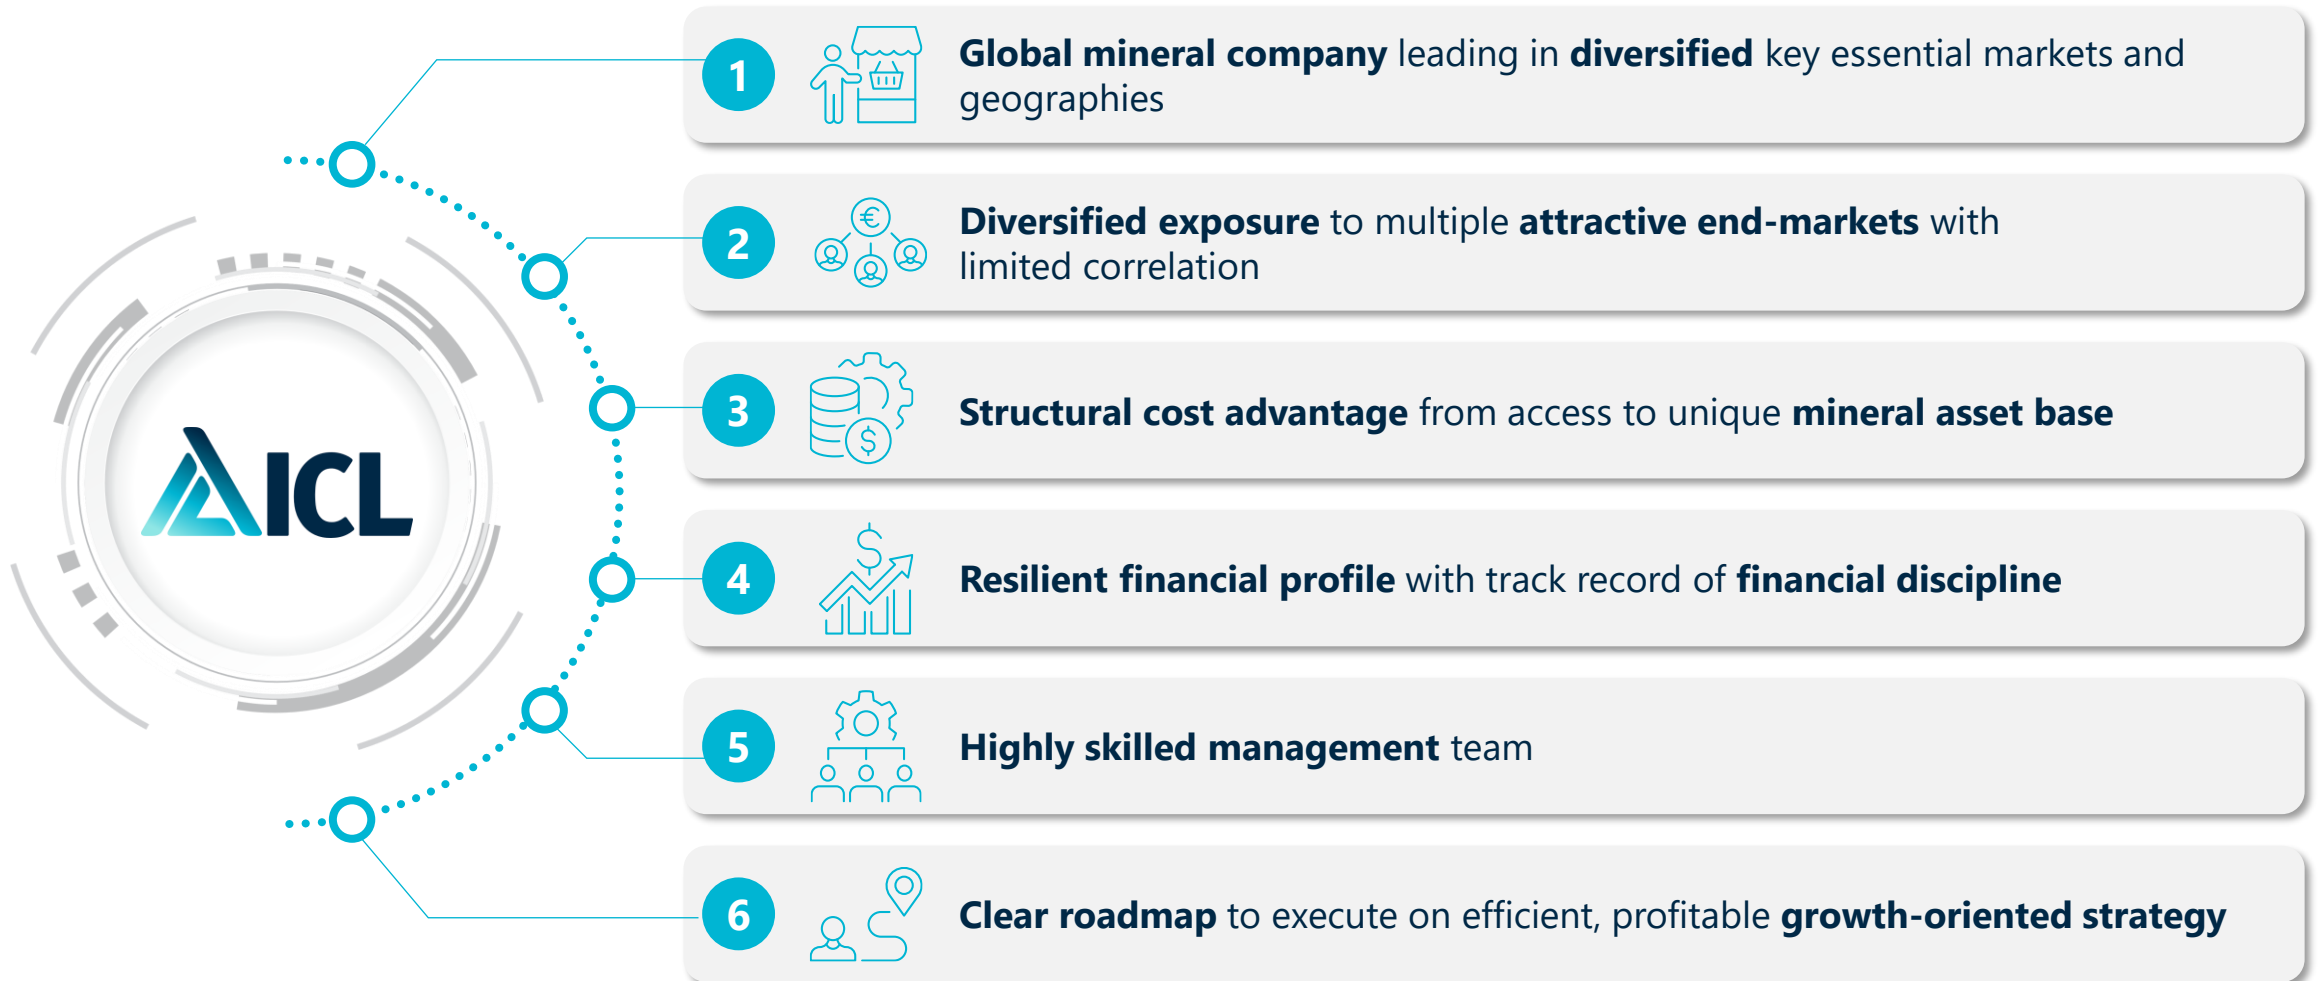 ICL
1
Global mineral company leading in diversified key essential markets and
geographies
2
€
Diversified exposure to multiple attractive end-markets with
limited correlation
3
$
Structural cost advantage from access to unique mineral asset base
4
$
Resilient financial profile with track record of financial discipline
5
Highly skilled management team
6
Clear roadmap to execute on efficient, profitable growth-oriented strategy